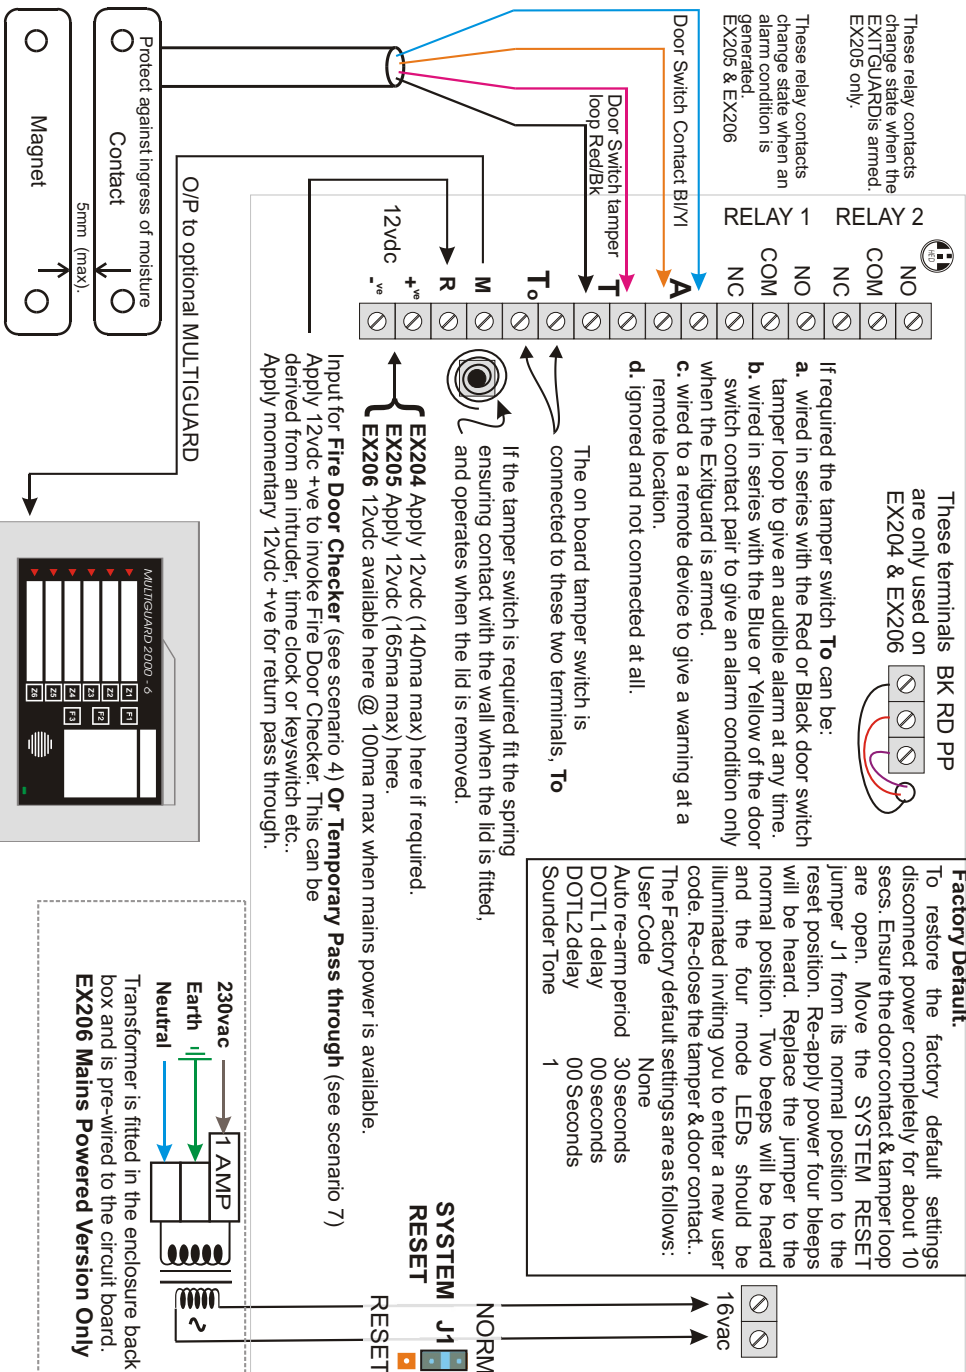 These relay contacts
change state when the
EXITGUARDis armed.
EX205 only.
These relay contacts
change state when an
alarm condition is
generated.
EX205 & EX206
RELAY 2
RELAY 1
HED
NO
COM
NC
NO
COM
NC
A
T
To
M
R
+ve
-ve
12vdc
Door Switch Contact Bl/Yl
Door Switch tamper
loop Red/Bk
Protect against ingress of moisture
Contact
Magnet
5mm (max).
O/P to optional MULTIGUARD
These terminals
are only used on
EX204 & EX206
BK RD PP
If required the tamper switch To can be:
a. wired in series with the Red or Black door switch
tamper loop to give an audible alarm at any time.
b. wired in series with the Blue or Yellow of the door
switch contact pair to give an alarm condition only
when the Exitguard is armed.
c. wired to a remote device to give a warning at a
remote location.
d. ignored and not connected at all.
The on board tamper switch is
connected to these two terminals, To
If the tamper switch is required fit the spring
ensuring contact with the wall when the lid is fitted,
and operates when the lid is removed.
EX204 Apply 12vdc (140ma max) here if required.
EX205 Apply 12vdc (165ma max) here.
EX206 12vdc available here @ 100ma max when mains power is available.
Input for Fire Door Checker (see scenario 4) Or Temporary Pass through (see scenario 7)
Apply 12vdc +ve to invoke Fire Door Checker. This can be
derived from an intruder, time clock or keyswitch etc..
Apply momentary 12vdc +ve for return pass through.
MULTIGUARD 2000 - 6
Z1
Z2
Z3
Z4
Z5
Z6
F1
F2
F3
Factory Default.
To restore the factory default settings
disconnect power completely for about 10
secs. Ensure the door contact & tamper loop
are open. Move the SYSTEM RESET
jumper J1 from its normal position to the
reset position. Re-apply power four bleeps
will be heard. Replace the jumper to the
normal position. Two beeps will be heard
and the four mode LEDs should be
illuminated inviting you to enter a new user
code. Re-close the tamper & door contact..
The Factory default settings are as follows:
User Code None
Auto re-arm period 30 seconds
DOTL1 delay 00 seconds
DOTL2 delay 00 Seconds
Sounder Tone 1
16vac
SYSTEM J1
RESET
NORM
RESET
230vac
Earth
Neutral
1 AMP
~
Transformer is fitted in the enclosure back
box and is pre-wired to the circuit board.
EX206 Mains Powered Version Only